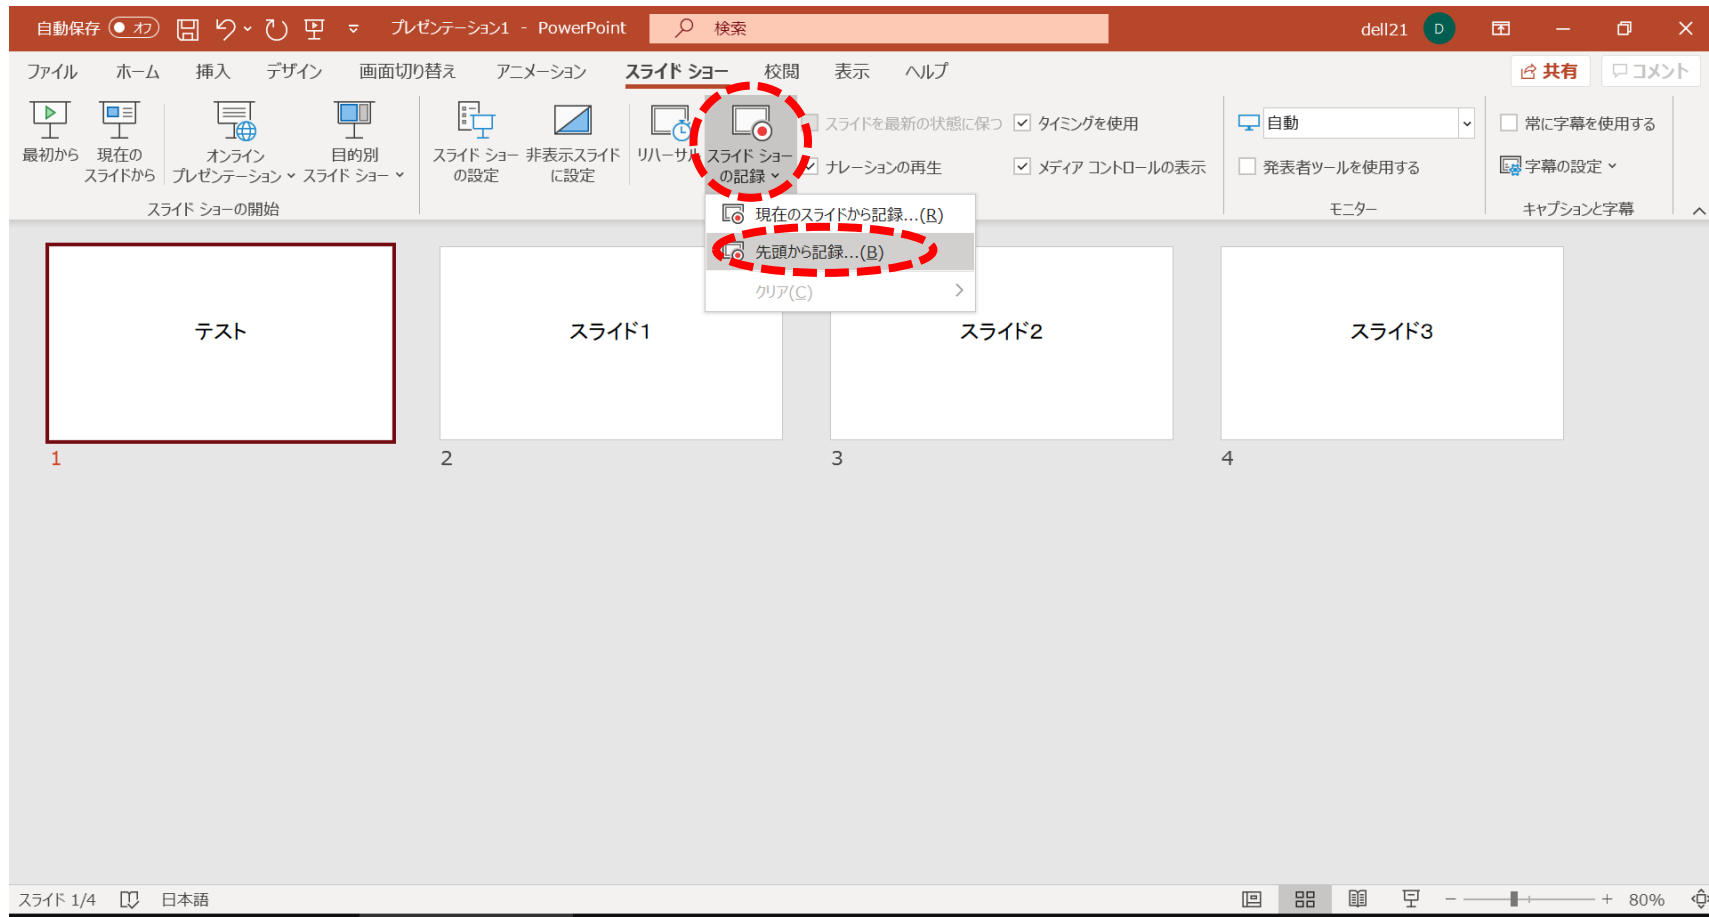 自動保存 オフ プレゼンテーション1 - PowerPoint 検索 dell21 D
ファイル ホーム 挿入 デザイン 画面切り替え アニメーション スライド ショー 校閲 表示 ヘルプ 共有 コメント
最初から
現在の
スライドから
オンライン
プレゼンテーション
目的別
スライド ショー
スライド ショーの開始
スライド ショー
の設定
非表示スライド
に設定
リハーサル
スライド ショー
の記録
スライドを最新の状態に保つ
タイミングを使用
ナレーションの再生
メディア コントロールの表示
自動
発表者ツールを使用する
モニター
常に字幕を使用する
字幕の設定
キャプションと字幕
現在のスライドから記録...(R)
先頭から記録...(B)
クリア(C)
テスト
1
スライド1
2
スライド2
3
スライド3
4
スライド 1/4 日本語 80%